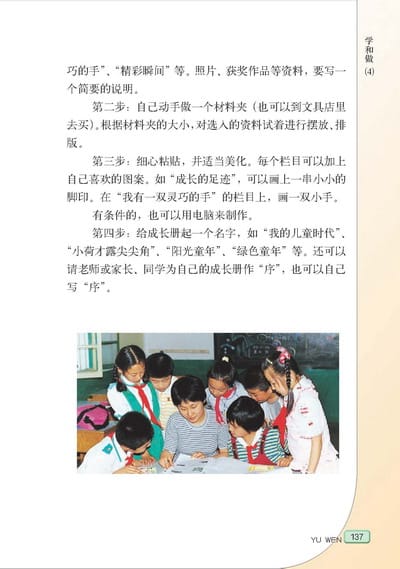 学和做
(4)
巧的手”、“精彩瞬间”等。照片、获奖作品等资料，要写一
个简要的说明。
第二步：自己动手做一个材料夹（也可以到文具店里
去买）。根据材料夹的大小，对选入的资料试着进行摆放、排
版。
第三步：细心粘贴，并适当美化。每个栏目可以加上
自己喜欢的图案。如“成长的足迹”，可以画上一串小小的
脚印。在“我有一双灵巧的手”的栏目上，画一双小手。
有条件的，也可以用电脑来制作。
第四步：给成长册起一个名字，如“我的儿童时代”、
“小荷才露尖尖角”、“阳光童年”、“绿色童年”等。还可以
请老师或家长、同学为自己的成长册作“序”，也可以自己
写“序”。
YU WEN 137